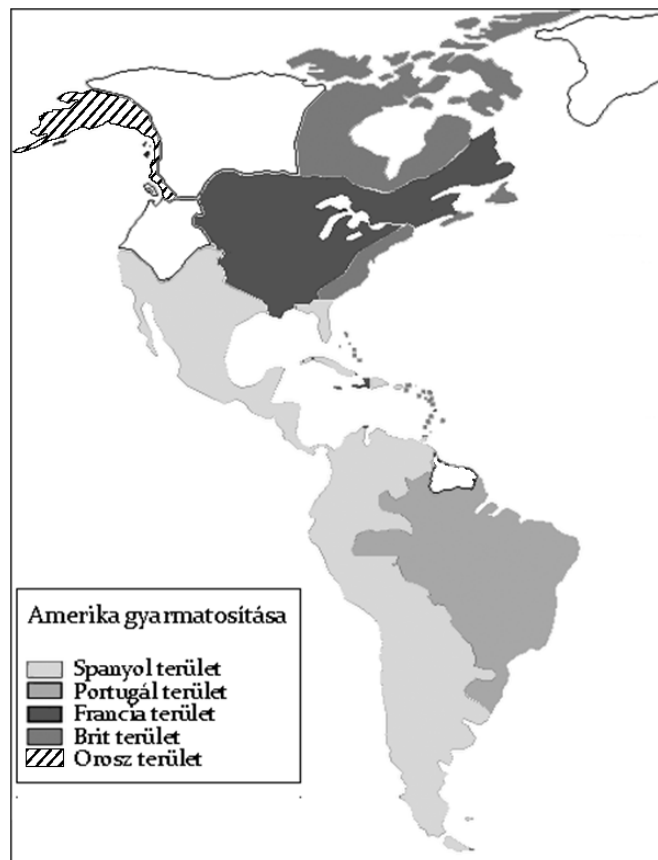 Amerika gyarmatosítása
Spanyol terület
Portugál terület
Francia terület
Brit terület
Orosz terület